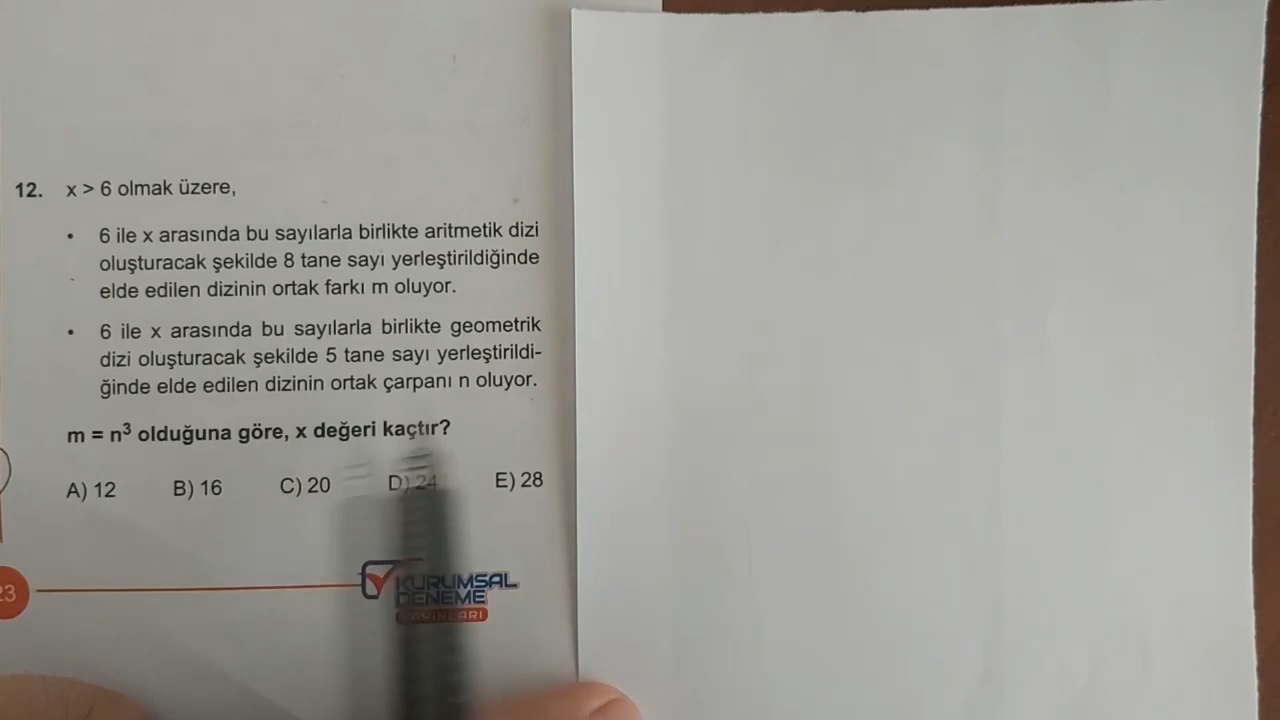 12. x > 6 olmak üzere,
• 6 ile x arasında bu sayılarla birlikte aritmetik dizi
oluşturacak şekilde 8 tane sayı yerleştirildiğinde
elde edilen dizinin ortak farkı m oluyor.
• 6 ile x arasında bu sayılarla birlikte geometrik
dizi oluşturacak şekilde 5 tane sayı yerleştirildi-
ğinde elde edilen dizinin ortak çarpanı n oluyor.
m = n³ olduğuna göre, x değeri kaçtır?
A) 12 B) 16 C) 20 D) 24 E) 28
23
KURUMSAL
DENEME
YAYINLARI